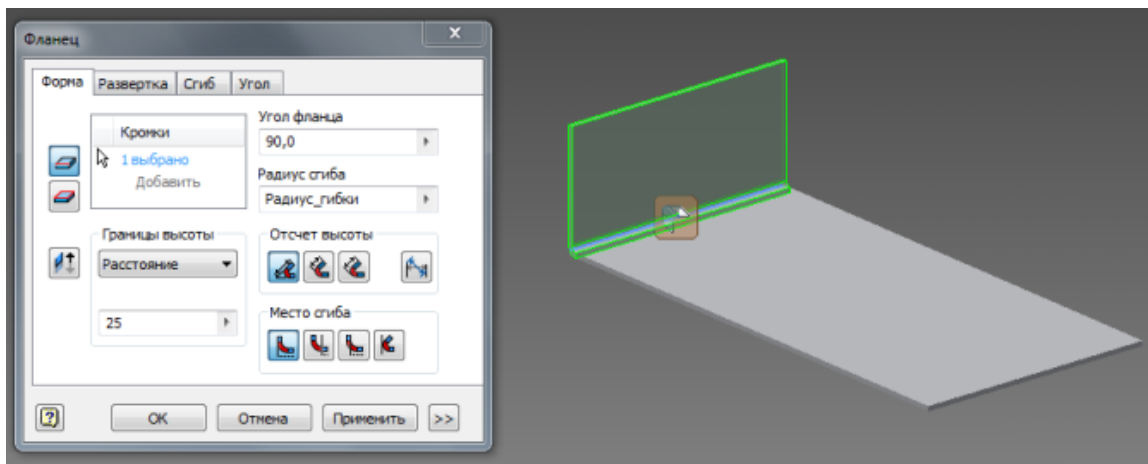 Фланец
Форма Развертка Сгиб Угол
Кромки
1 выбрано
Добавить
Угол фланца
90,0
Радиус сгиба
Радиус_гибки
Границы высоты
Расстояние
25
Отсчет высоты
Место сгиба
ОК Отмена Применить >>